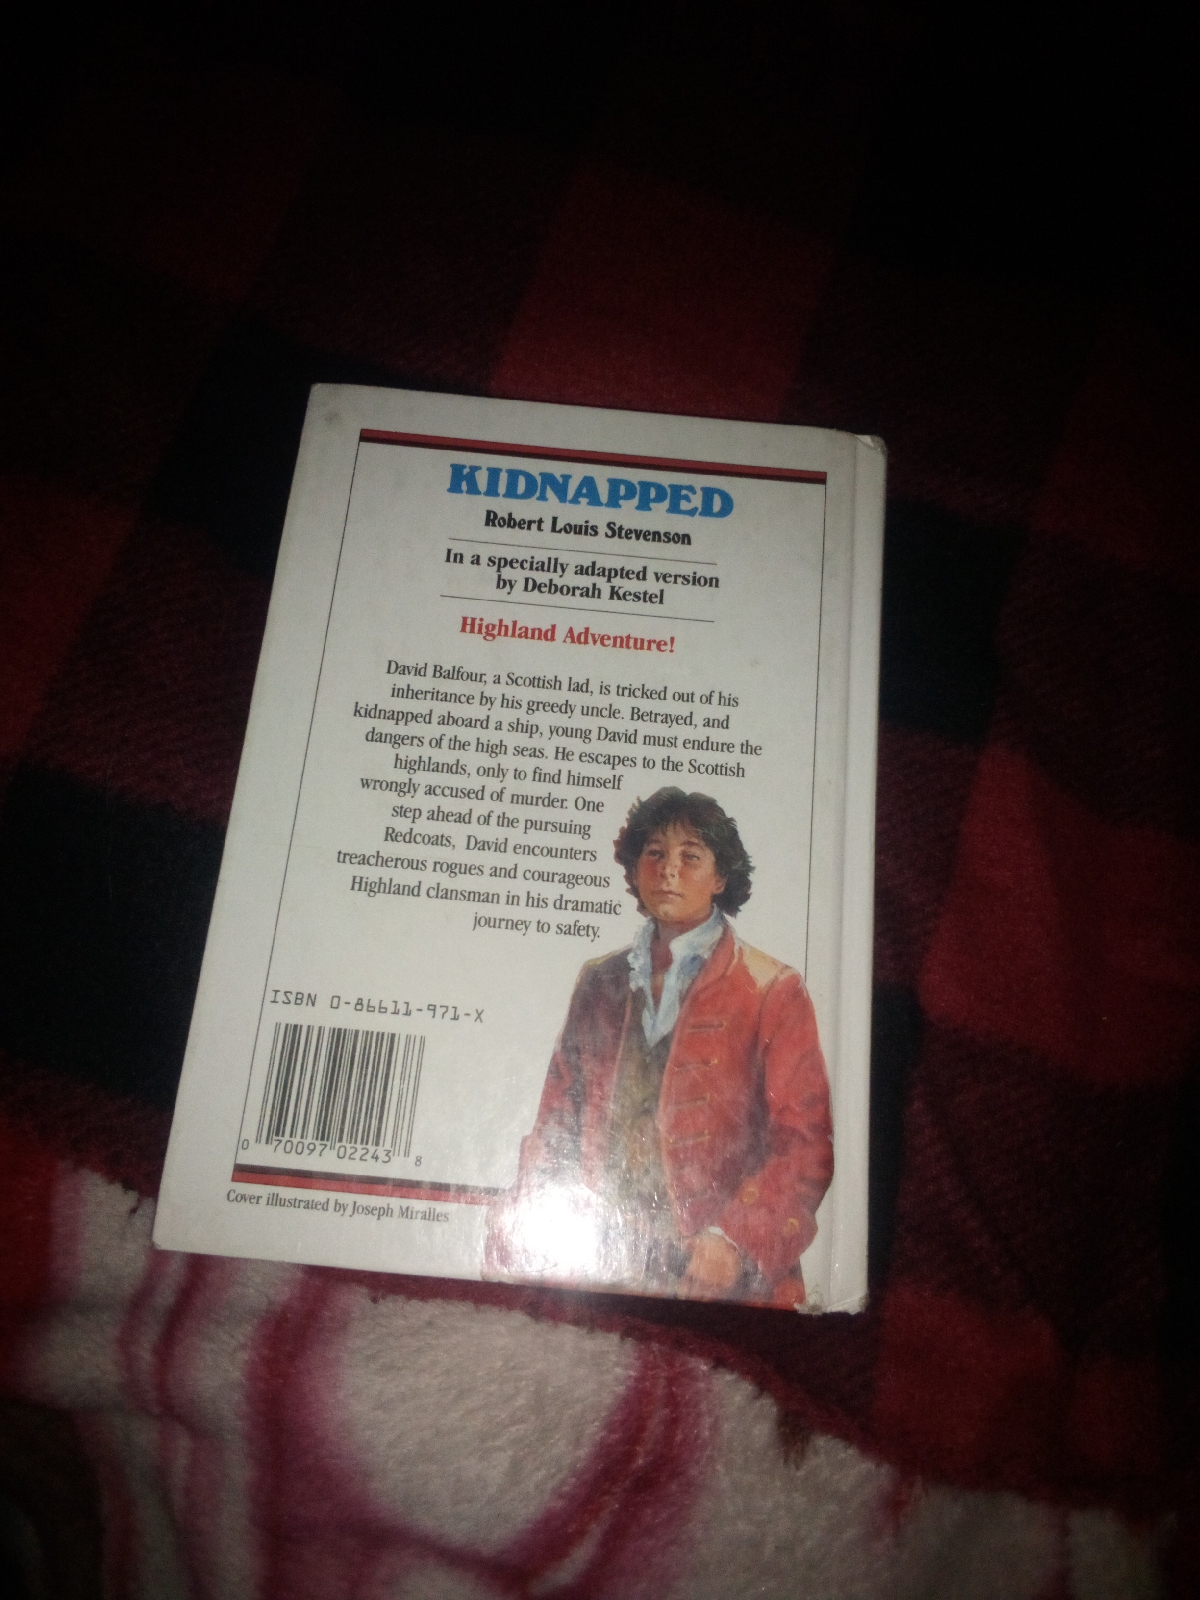 KIDNAPPED
Robert Louis Stevenson
In a specially adapted version
by Deborah Kestel
Highland Adventure!
David Balfour, a Scottish lad, is tricked out of his
inheritance by his greedy uncle. Betrayed, and
kidnapped aboard a ship, young David must endure the
dangers of the high seas. He escapes to the Scottish
highlands, only to find himself
wrongly accused of murder. One
step ahead of the pursuing
Redcoats, David encounters
treacherous rogues and courageous
Highland clansman in his dramatic
journey to safety.
ISBN 0-86611-971-X
0 70097 02243 8
Cover illustrated by Joseph Miralles